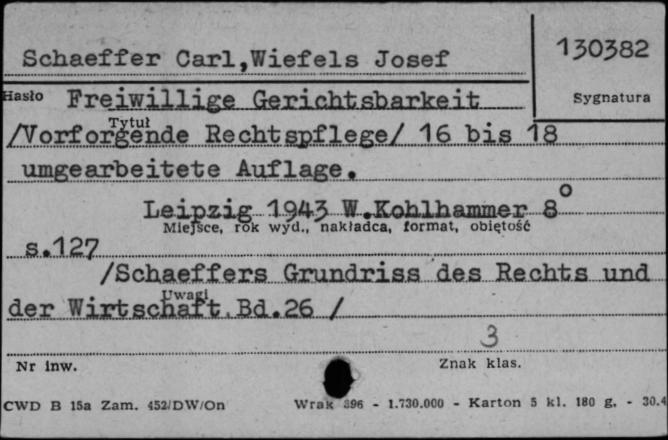 Schaeffer Carl,Wiefels Josef
130382
Hasło
Freiwillige Gerichtsbarkeit
Sygnatura
Tytuł
/Vorforgende Rechtspflege/ 16 bis 18
umgearbeitete Auflage.
Leipzig 1943 W.Kohlhammer 8°
Miejsce, rok wyd., nakładca, format, objętość
s.127
/Schaeffers Grundriss des Rechts und
Uwagi
der Wirtschaft.Bd.26 /
3
Nr inw.
Znak klas.
CWD B 15a Zam. 452/DW/On
Wrak 396 - 1.730.000 - Karton 5 kl. 180 g. - 30.4